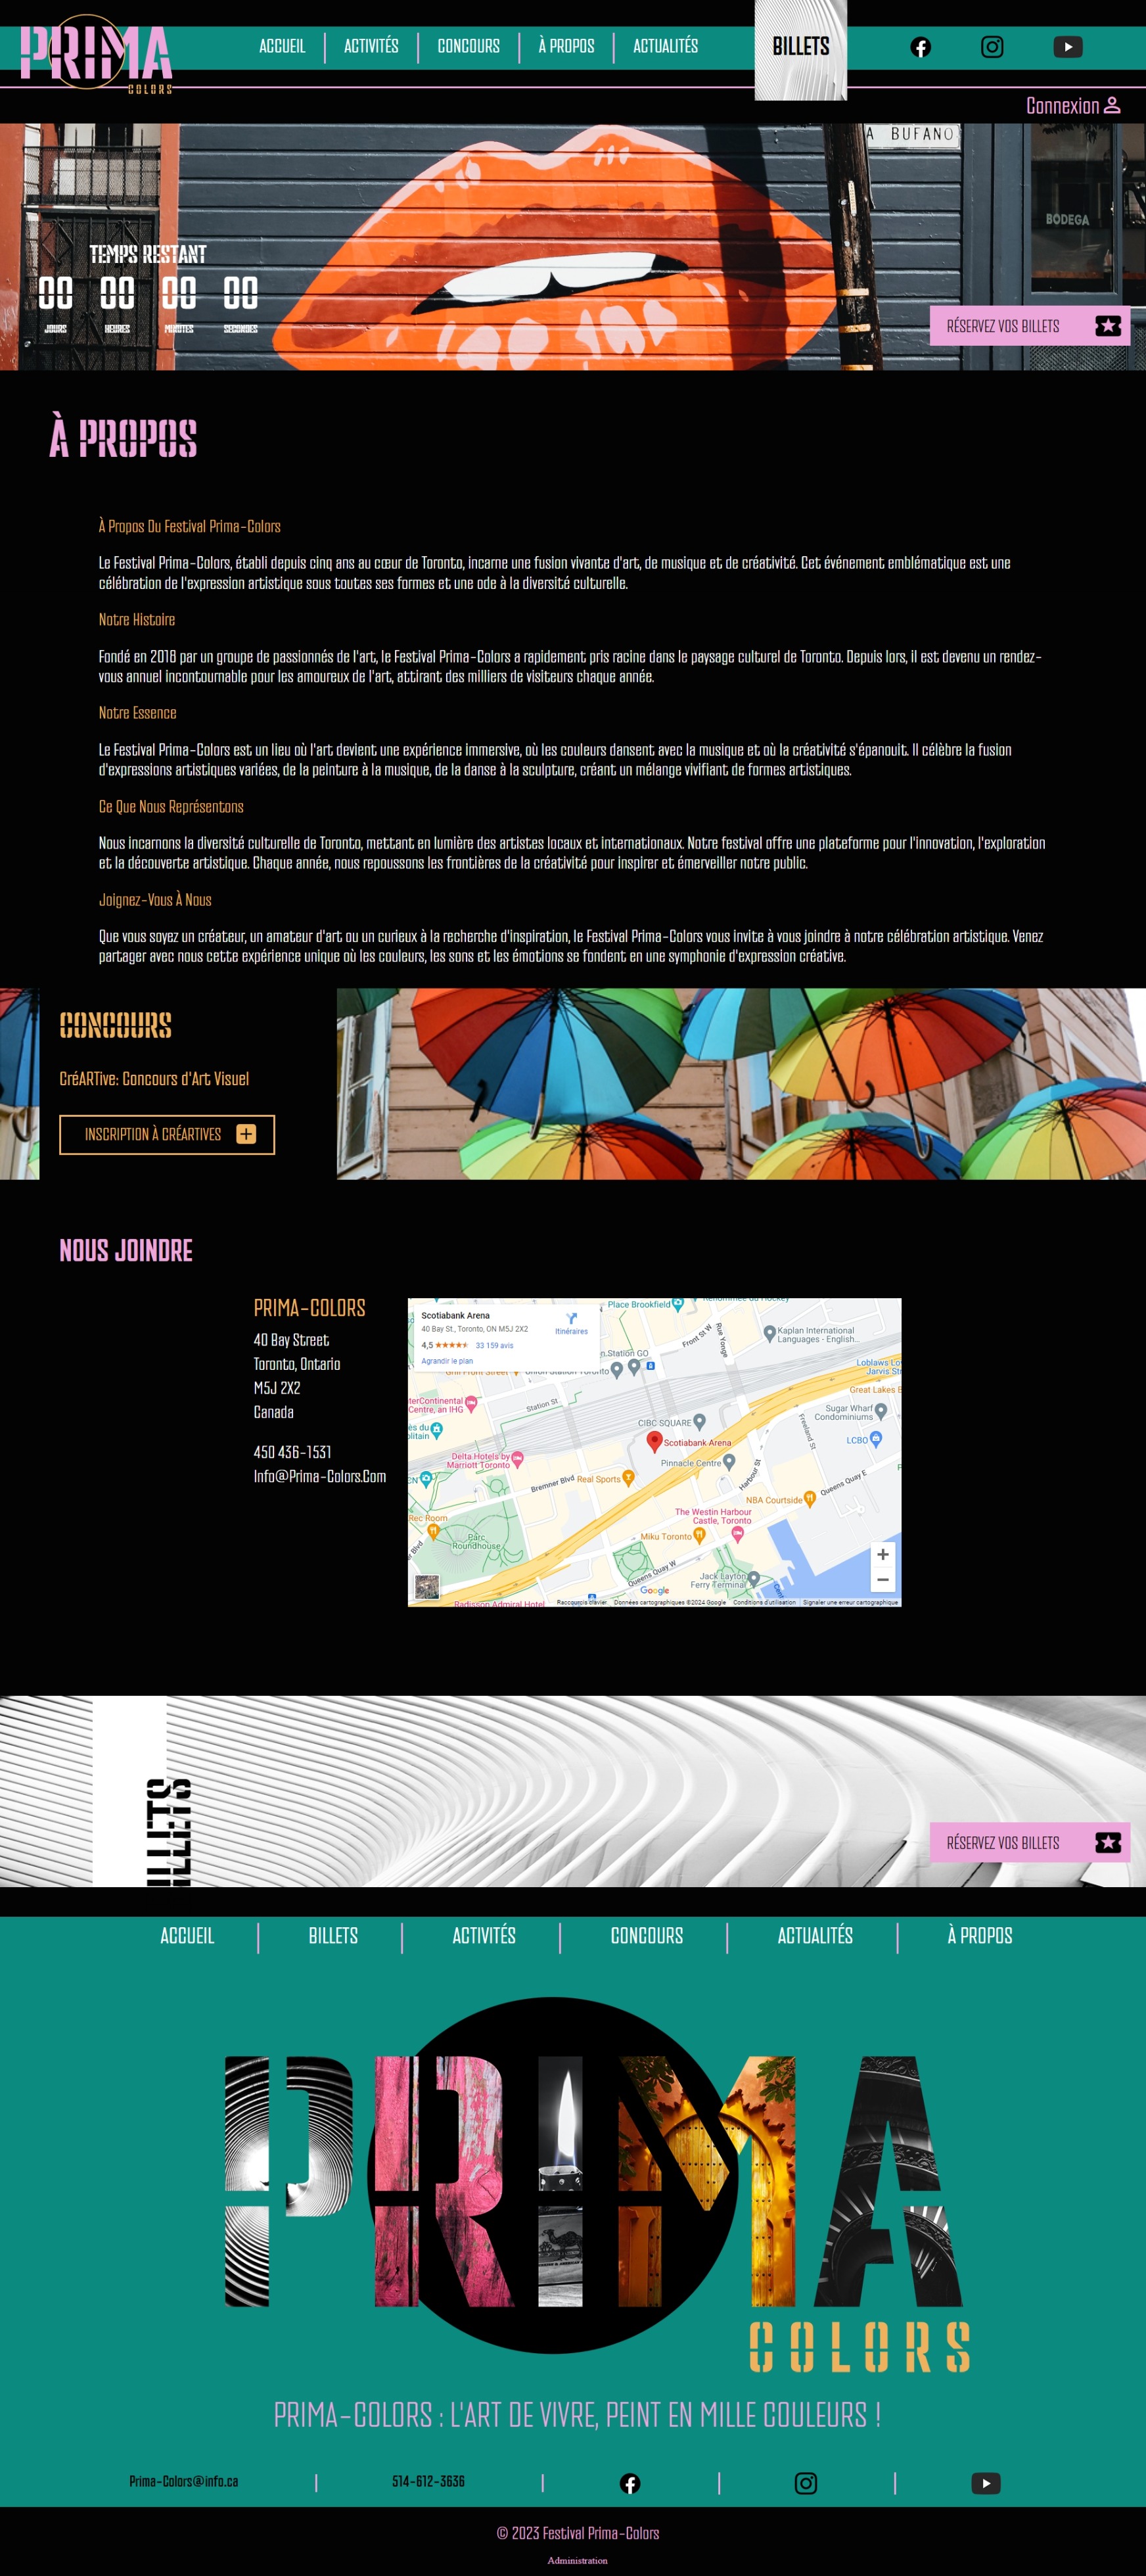 PRIMA
COLORS
ACCUEIL
ACTIVITÉS
CONCOURS
À PROPOS
ACTUALITÉS
BILLETS
Connexion
A BUFANO
BODEGA
TEMPS RESTANT
00 00 00 00
JOURS HEURES MINUTES SECONDES
RÉSERVEZ VOS BILLETS
À PROPOS
À Propos Du Festival Prima-Colors
Le Festival Prima-Colors, établi depuis cinq ans au cœur de Toronto, incarne une fusion vivante d'art, de musique et de créativité. Cet événement emblématique est une
célébration de l'expression artistique sous toutes ses formes et une ode à la diversité culturelle.
Notre Histoire
Fondé en 2018 par un groupe de passionnés de l'art, le Festival Prima-Colors a rapidement pris racine dans le paysage culturel de Toronto. Depuis lors, il est devenu un rendez-
vous annuel incontournable pour les amoureux de l'art, attirant des milliers de visiteurs chaque année.
Notre Essence
Le Festival Prima-Colors est un lieu où l'art devient une expérience immersive, où les couleurs dansent avec la musique et où la créativité s'épanouit. Il célèbre la fusion
d'expressions artistiques variées, de la peinture à la musique, de la danse à la sculpture, créant un mélange vivifiant de formes artistiques.
Ce Que Nous Représentons
Nous incarnons la diversité culturelle de Toronto, mettant en lumière des artistes locaux et internationaux. Notre festival offre une plateforme pour l'innovation, l'exploration
et la découverte artistique. Chaque année, nous repoussons les frontières de la créativité pour inspirer et émerveiller notre public.
Joignez-Vous À Nous
Que vous soyez un créateur, un amateur d'art ou un curieux à la recherche d'inspiration, le Festival Prima-Colors vous invite à vous joindre à notre célébration artistique. Venez
partager avec nous cette expérience unique où les couleurs, les sons et les émotions se fondent en une symphonie d'expression créative.
CONCOURS
CréARTive: Concours d'Art Visuel
INSCRIPTION À CRÉARTIVES
NOUS JOINDRE
PRIMA-COLORS
40 Bay Street
Toronto, Ontario
M5J 2X2
Canada
450 436-1531
Info@Prima-Colors.Com
Scotiabank Arena
40 Bay St., Toronto, ON M5J 2X2
4,5
33 159 avis
Agrandir le plan
Itinéraires
Place Brookfield
Front St W
Rue Yonge
Kaplan International
Languages - English...
n Station GO
Loblaws Lo
Jarvis Str
Great Lakes B
terContinental
Centre, an IHG
Station St
Sugar Wharf
Condominiums
CIBC SQUARE
Freeland St
LCBO
Scotiabank Arena
Delta Hotels by
Marriott Toronto
Pinnacle Centre
Bremner Blvd
Real Sports
Harbour St
Queens Quay E
NBA Courtside
Rec Room
The Westin Harbour
Castle, Toronto
Miku Toronto
Parc
Roundhouse
Queens Quay W
Jack Layton
Ferry Terminal
Google
Radisson Admiral Hotel
Raccourcis clavier
Données cartographiques ©2024 Google
Conditions d'utilisation
Signaler une erreur cartographique
ILLETS
RÉSERVEZ VOS BILLETS
ACCUEIL
BILLETS
ACTIVITÉS
CONCOURS
ACTUALITÉS
À PROPOS
PRIMA
COLORS
PRIMA-COLORS : L'ART DE VIVRE, PEINT EN MILLE COULEURS !
Prima-Colors@info.ca
514-612-3636
© 2023 Festival Prima-Colors
Administration